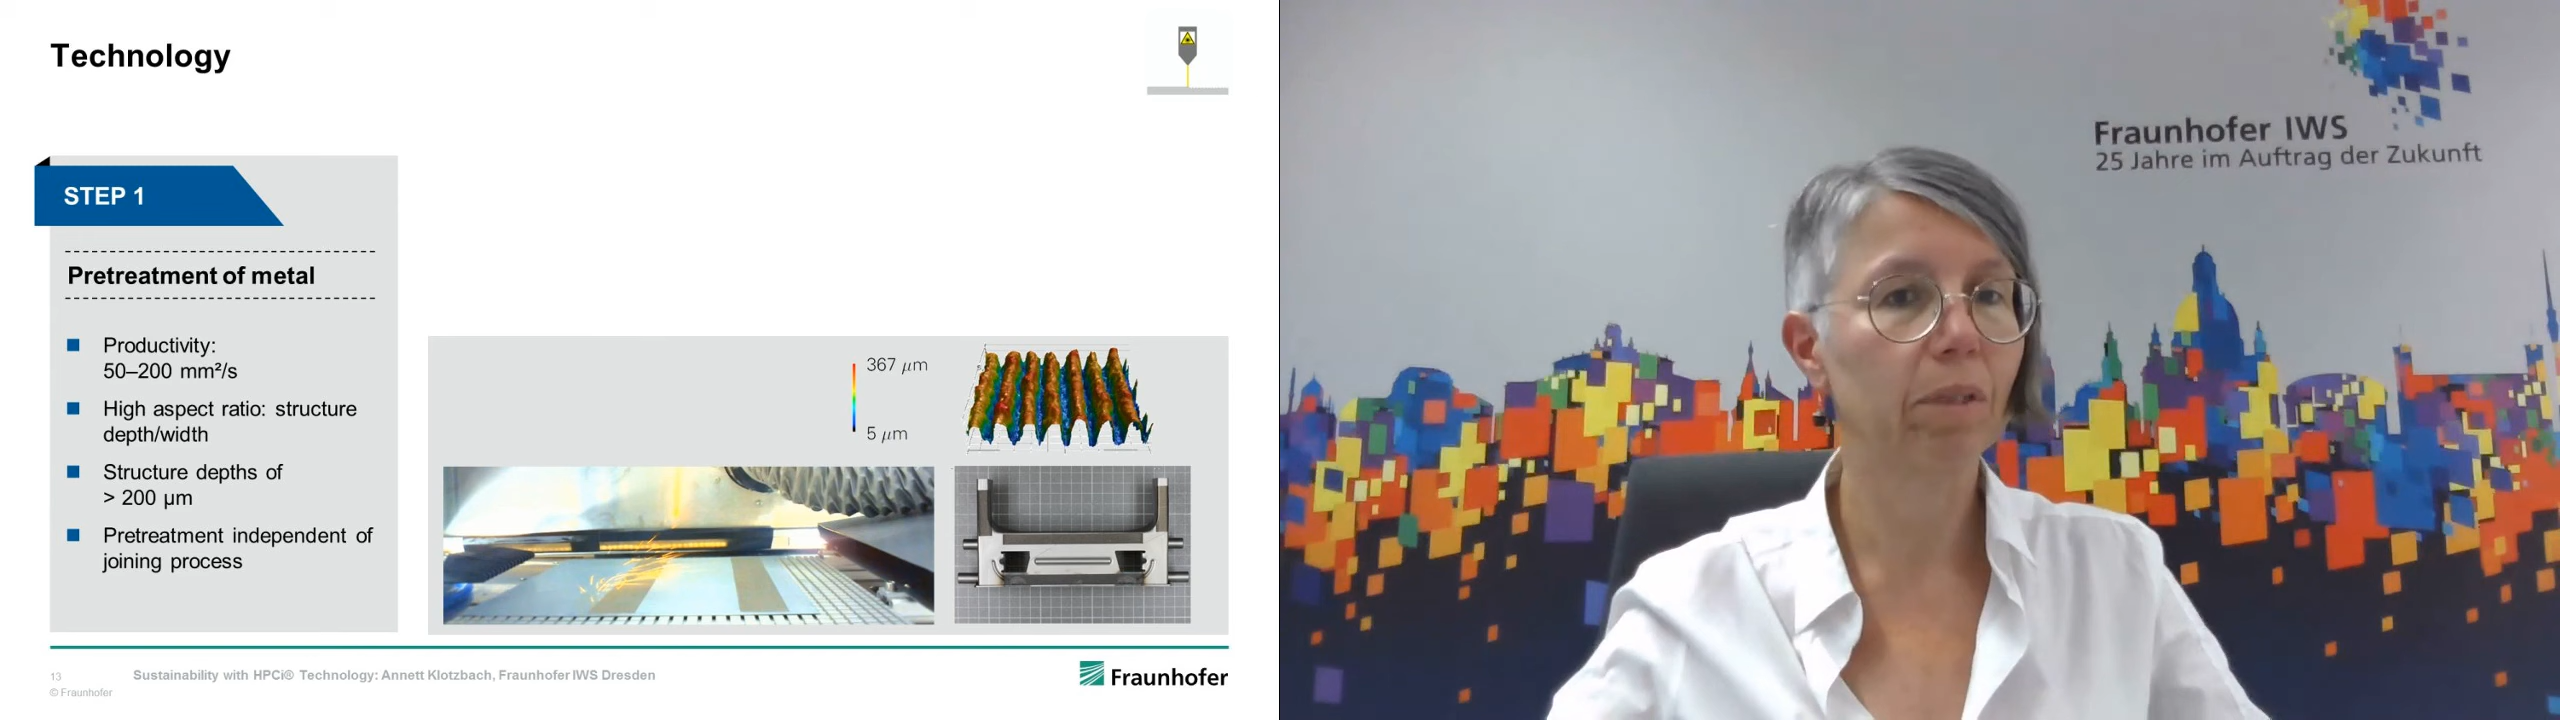 Technology
STEP 1
Pretreatment of metal
Productivity:
50–200 mm²/s
High aspect ratio: structure
depth/width
Structure depths of
> 200 µm
Pretreatment independent of
joining process
367 µm
5 µm
13
Sustainability with HPCi® Technology: Annett Klotzbach, Fraunhofer IWS Dresden
© Fraunhofer
Fraunhofer
Fraunhofer IWS
25 Jahre im Auftrag der Zukunft